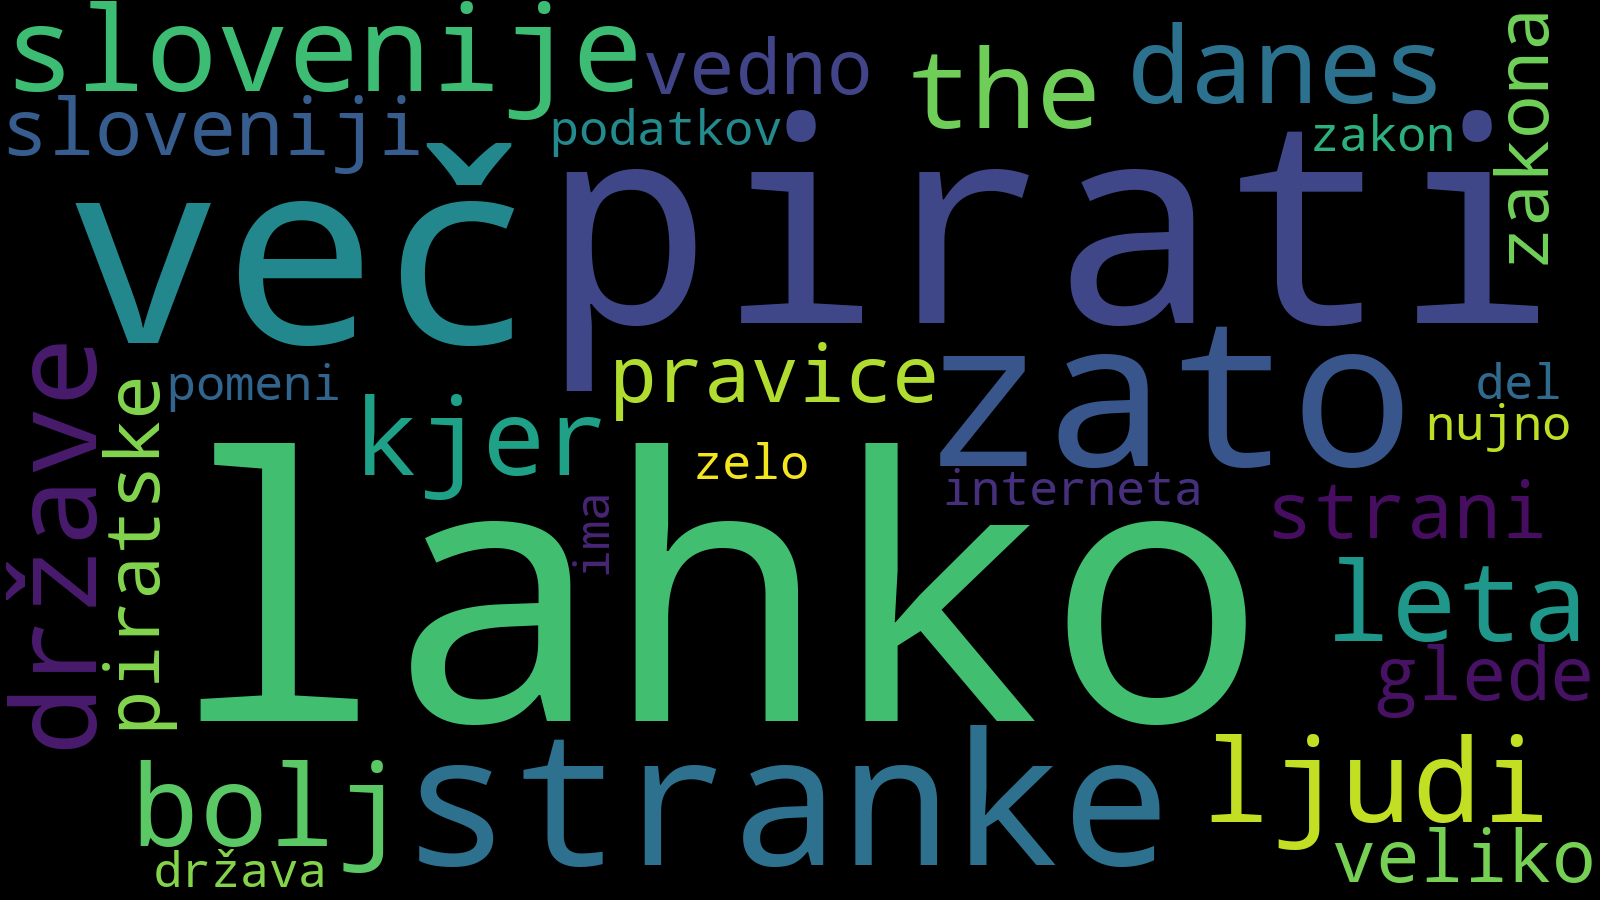 slovenije
vedno
the
danes
zakona
sloveniji
podatkov
zakon
več
pirati
države
piratske
pomeni
kjer
pravice
zato
del
nujno
zelo
interneta
ima
lahko
strani
leta
glede
bolj
stranke
ljudi
država
veliko